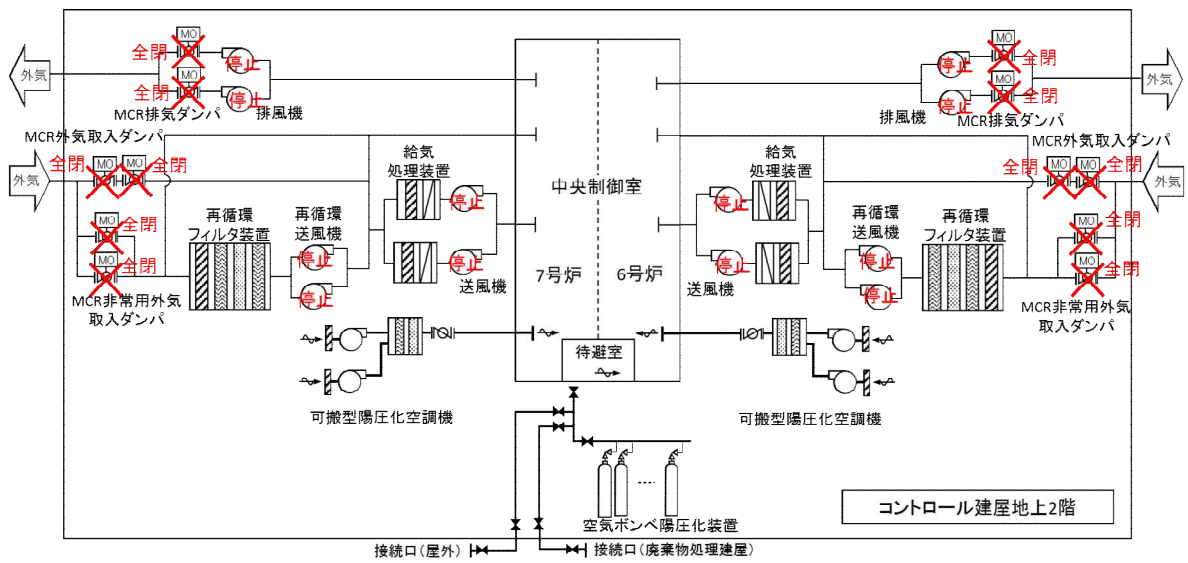 MO
全閉
停止
外気
MO
全閉
停止
MCR排気ダンパ
排風機
MCR外気取入ダンパ
全閉
MO
MO
全閉
外気
MO
全閉
MO
全閉
MCR非常用外気
取入ダンパ
再循環
フィルタ装置
再循環
送風機
停止
停止
給気
処理装置
停止
停止
送風機
中央制御室
7号炉
6号炉
待避室
MO
全閉
停止
外気
MO
全閉
停止
排風機
MCR排気ダンパ
MCR外気取入ダンパ
全閉
MO
MO
全閉
外気
給気
処理装置
停止
停止
送風機
再循環
送風機
停止
停止
再循環
フィルタ装置
MO
全閉
MO
全閉
MCR非常用外気
取入ダンパ
可搬型陽圧化空調機
可搬型陽圧化空調機
空気ボンベ陽圧化装置
コントロール建屋地上2階
接続口(屋外)
接続口(廃棄物処理建屋)